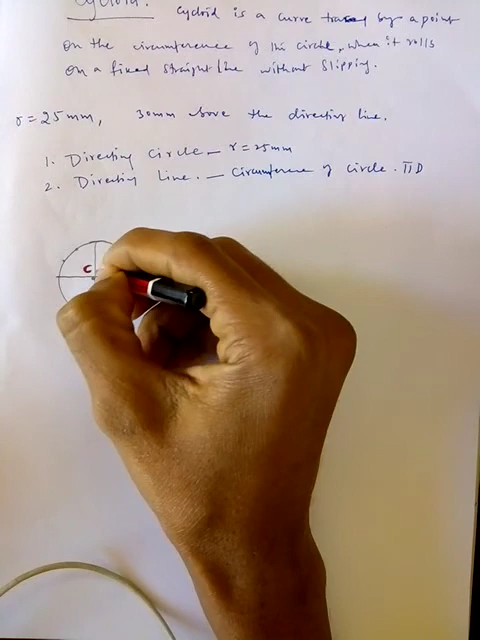 Cycloid.
Cycloid is a curve traced by a point
on the circumference of the circle, when it rolls
on a fixed straight line without slipping.
r = 25mm, 30mm above the directing line.
1. Directing Circle — r = 25mm
2. Directing Line. — Circumference of circle. ΠD
C